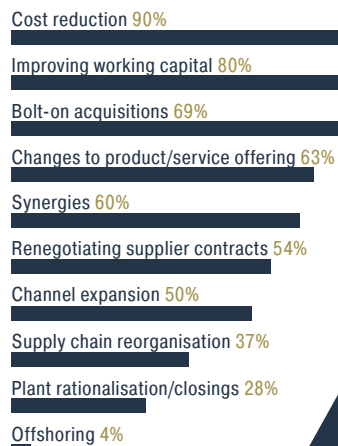 Cost reduction 90%
Improving working capital 80%
Bolt-on acquisitions 69%
Changes to product/service offering 63%
Synergies 60%
Renegotiating supplier contracts 54%
Channel expansion 50%
Supply chain reorganisation 37%
Plant rationalisation/closings 28%
Offshoring 4%